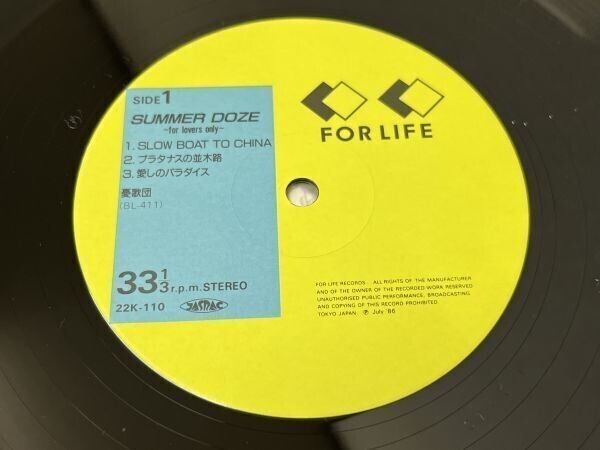 SIDE 1
SUMMER DOZE
~for lovers only~
1. SLOW BOAT TO CHINA
2. プラタナスの並木路
3. 愛しのパラダイス
憂歌団
(BL-411)
33 1/3 r.p.m. STEREO
22K-110 JASRAC
FOR LIFE
FOR LIFE RECORDS . ALL RIGHTS OF THE MANUFACTURER
AND OF THE OWNER OF THE RECORDED WORK RESERVED
UNAUTHORISED PUBLIC PERFORMANCE, BROADCASTING
AND COPYING OF THIS RECORD PROHIBITED.
TOKYO JAPAN ℗ July '86